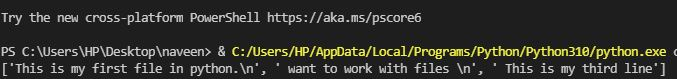 Try the new cross-platform PowerShell https://aka.ms/pscore6
PS C:\Users\HP\Desktop\naveen> & C:/Users/HP/AppData/Local/Programs/Python/Python310/python.exe
['This is my first file in python.\n', ' want to work with files \n', ' This is my third line']